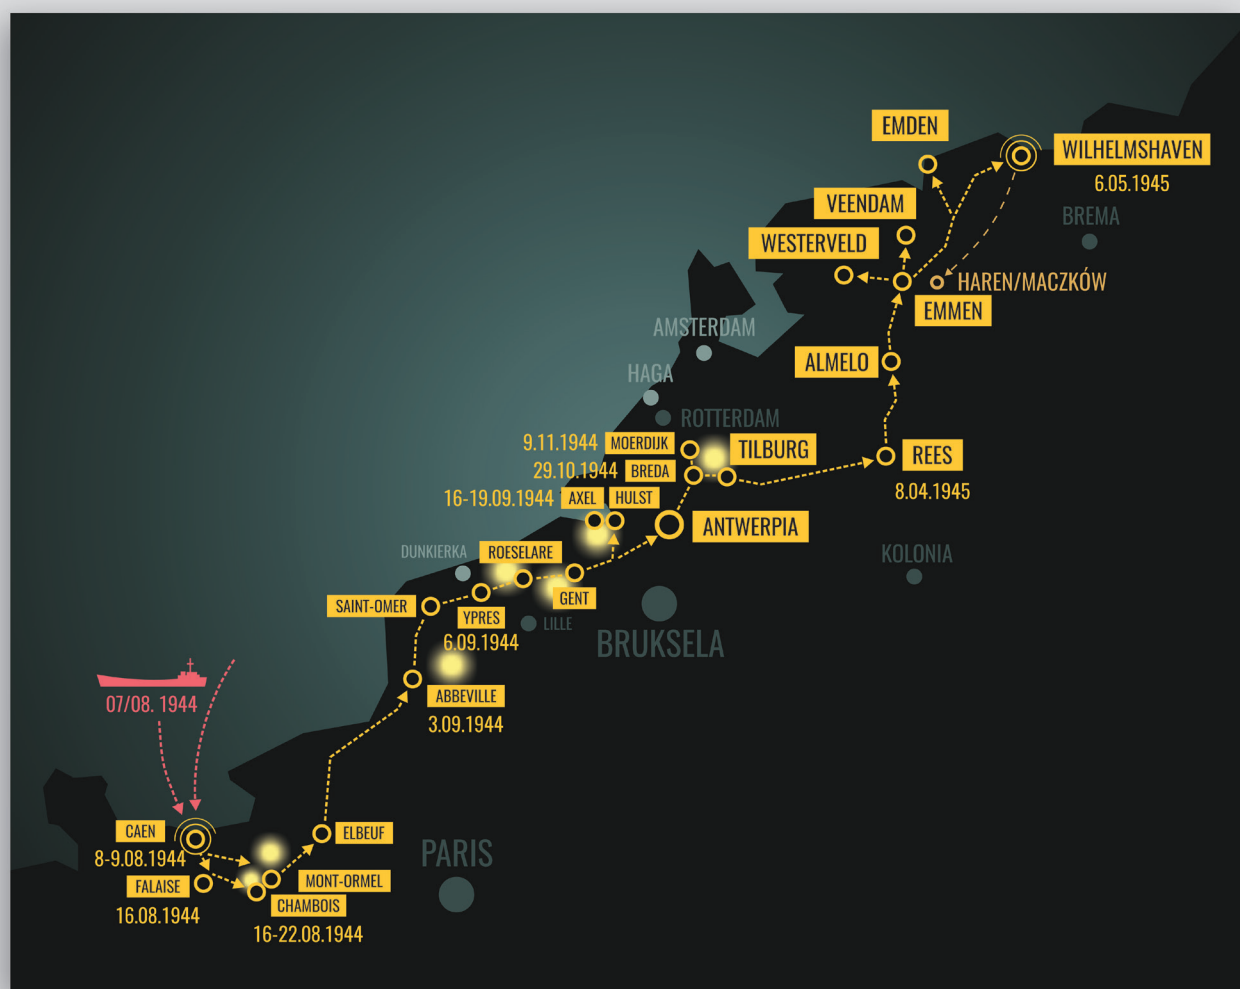 EMDEN
WILHELMSHAVEN
6.05.1945
VEENDAM
BREMA
WESTERVELD
HAREN/MACZKÓW
EMMEN
AMSTERDAM
ALMELO
HAGA
ROTTERDAM
9.11.1944 MOERDIJK
TILBURG
29.10.1944 BREDA
REES
8.04.1945
16-19.09.1944 AXEL HULST
ANTWERPIA
DUNKIERKA
ROESELARE
KOLONIA
GENT
SAINT-OMER
YPRES
6.09.1944
LILLE
BRUKSELA
ABBEVILLE
3.09.1944
07/08. 1944
CAEN
8-9.08.1944
ELBEUF
PARIS
FALAISE
16.08.1944
MONT-ORMEL
CHAMBOIS
16-22.08.1944